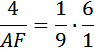 4/AF = 1/9 · 6/1